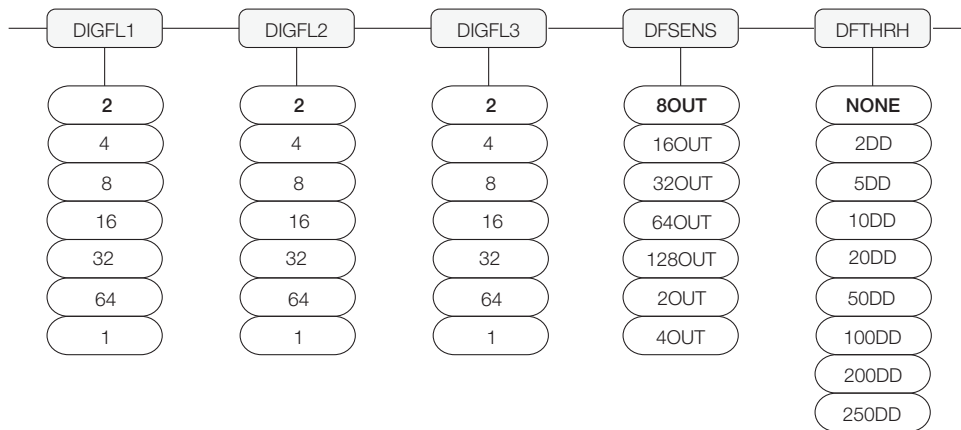 DIGFL1 DIGFL2 DIGFL3 DFSENS DFTHRH
2 2 2 8OUT NONE
4 4 4 16OUT 2DD
8 8 8 32OUT 5DD
16 16 16 64OUT 10DD
32 32 32 128OUT 20DD
64 64 64 2OUT 50DD
1 1 1 4OUT 100DD
200DD
250DD